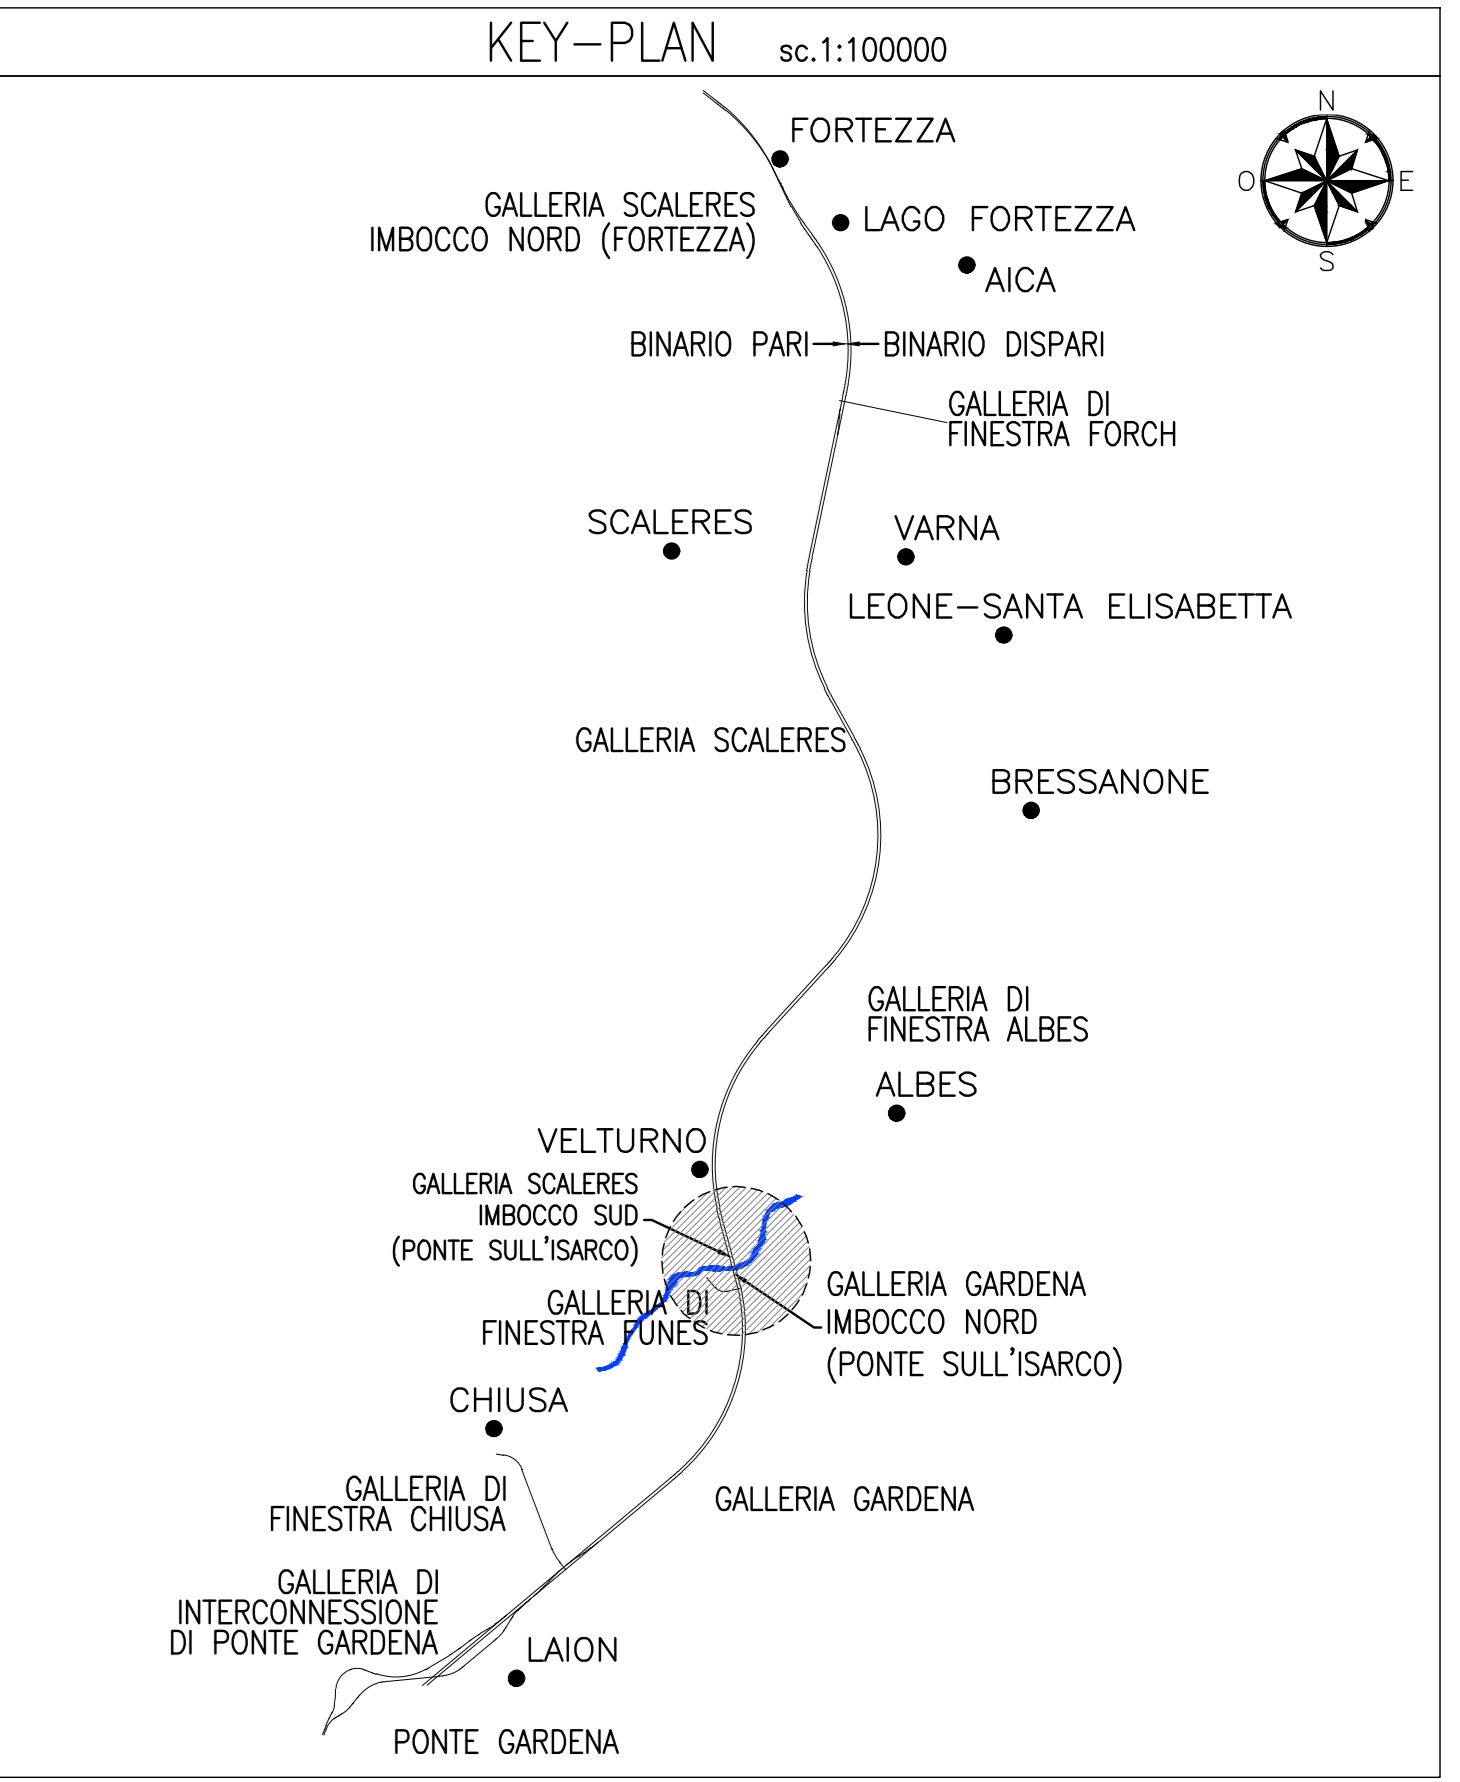 KEY-PLAN sc.1:100000
N
O
E
S
FORTEZZA
GALLERIA SCALERES
IMBOCCO NORD (FORTEZZA)
LAGO FORTEZZA
AICA
BINARIO PARI
BINARIO DISPARI
GALLERIA DI
FINESTRA FORCH
SCALERES
VARNA
LEONE-SANTA ELISABETTA
GALLERIA SCALERES
BRESSANONE
GALLERIA DI
FINESTRA ALBES
ALBES
VELTURNO
GALLERIA SCALERES
IMBOCCO SUD
(PONTE SULL'ISARCO)
GALLERIA DI
FINESTRA FUNES
GALLERIA GARDENA
IMBOCCO NORD
(PONTE SULL'ISARCO)
CHIUSA
GALLERIA DI
FINESTRA CHIUSA
GALLERIA GARDENA
GALLERIA DI
INTERCONNESSIONE
DI PONTE GARDENA
LAION
PONTE GARDENA